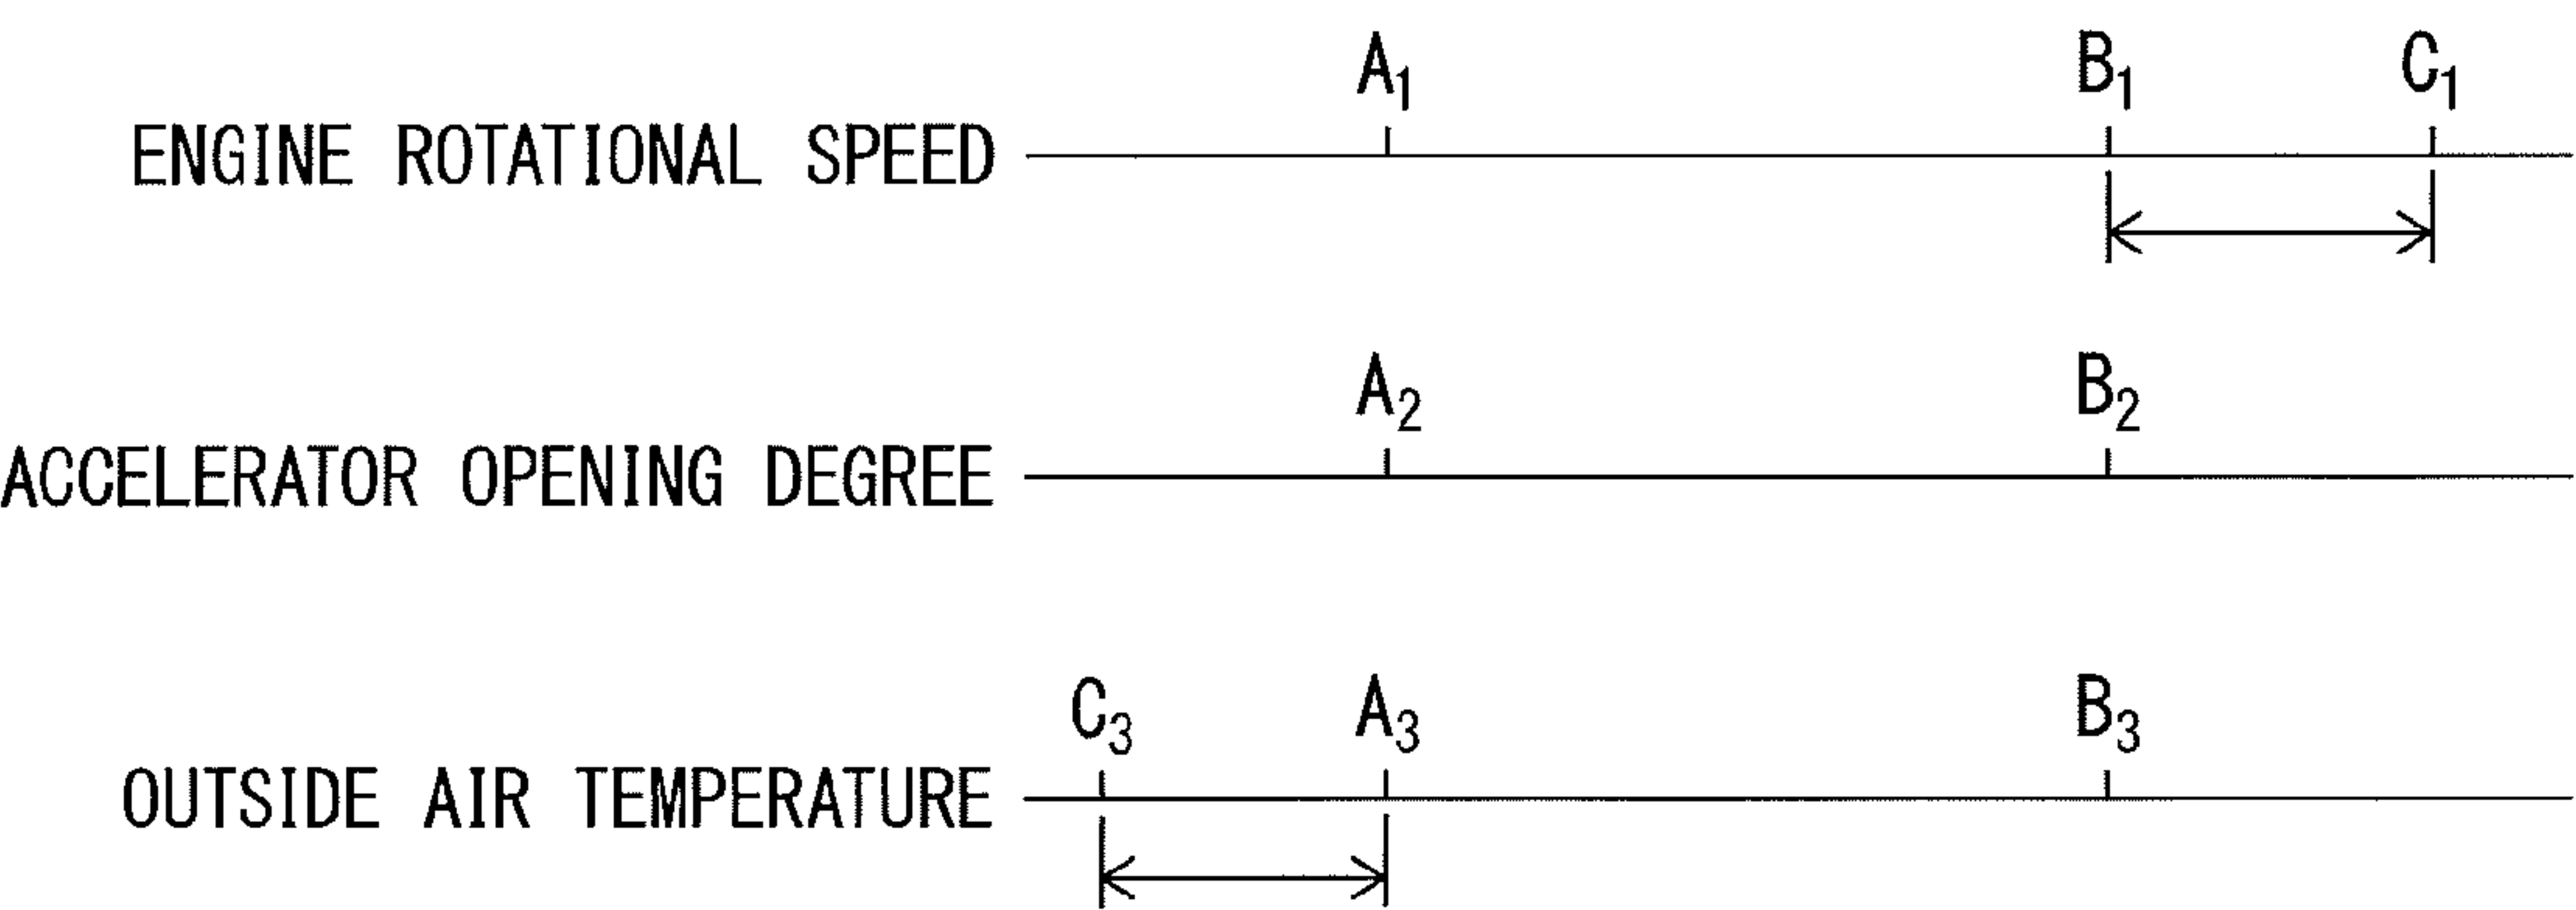 A1 B1 C1
ENGINE ROTATIONAL SPEED
A2 B2
ACCELERATOR OPENING DEGREE
C3 A3 B3
OUTSIDE AIR TEMPERATURE